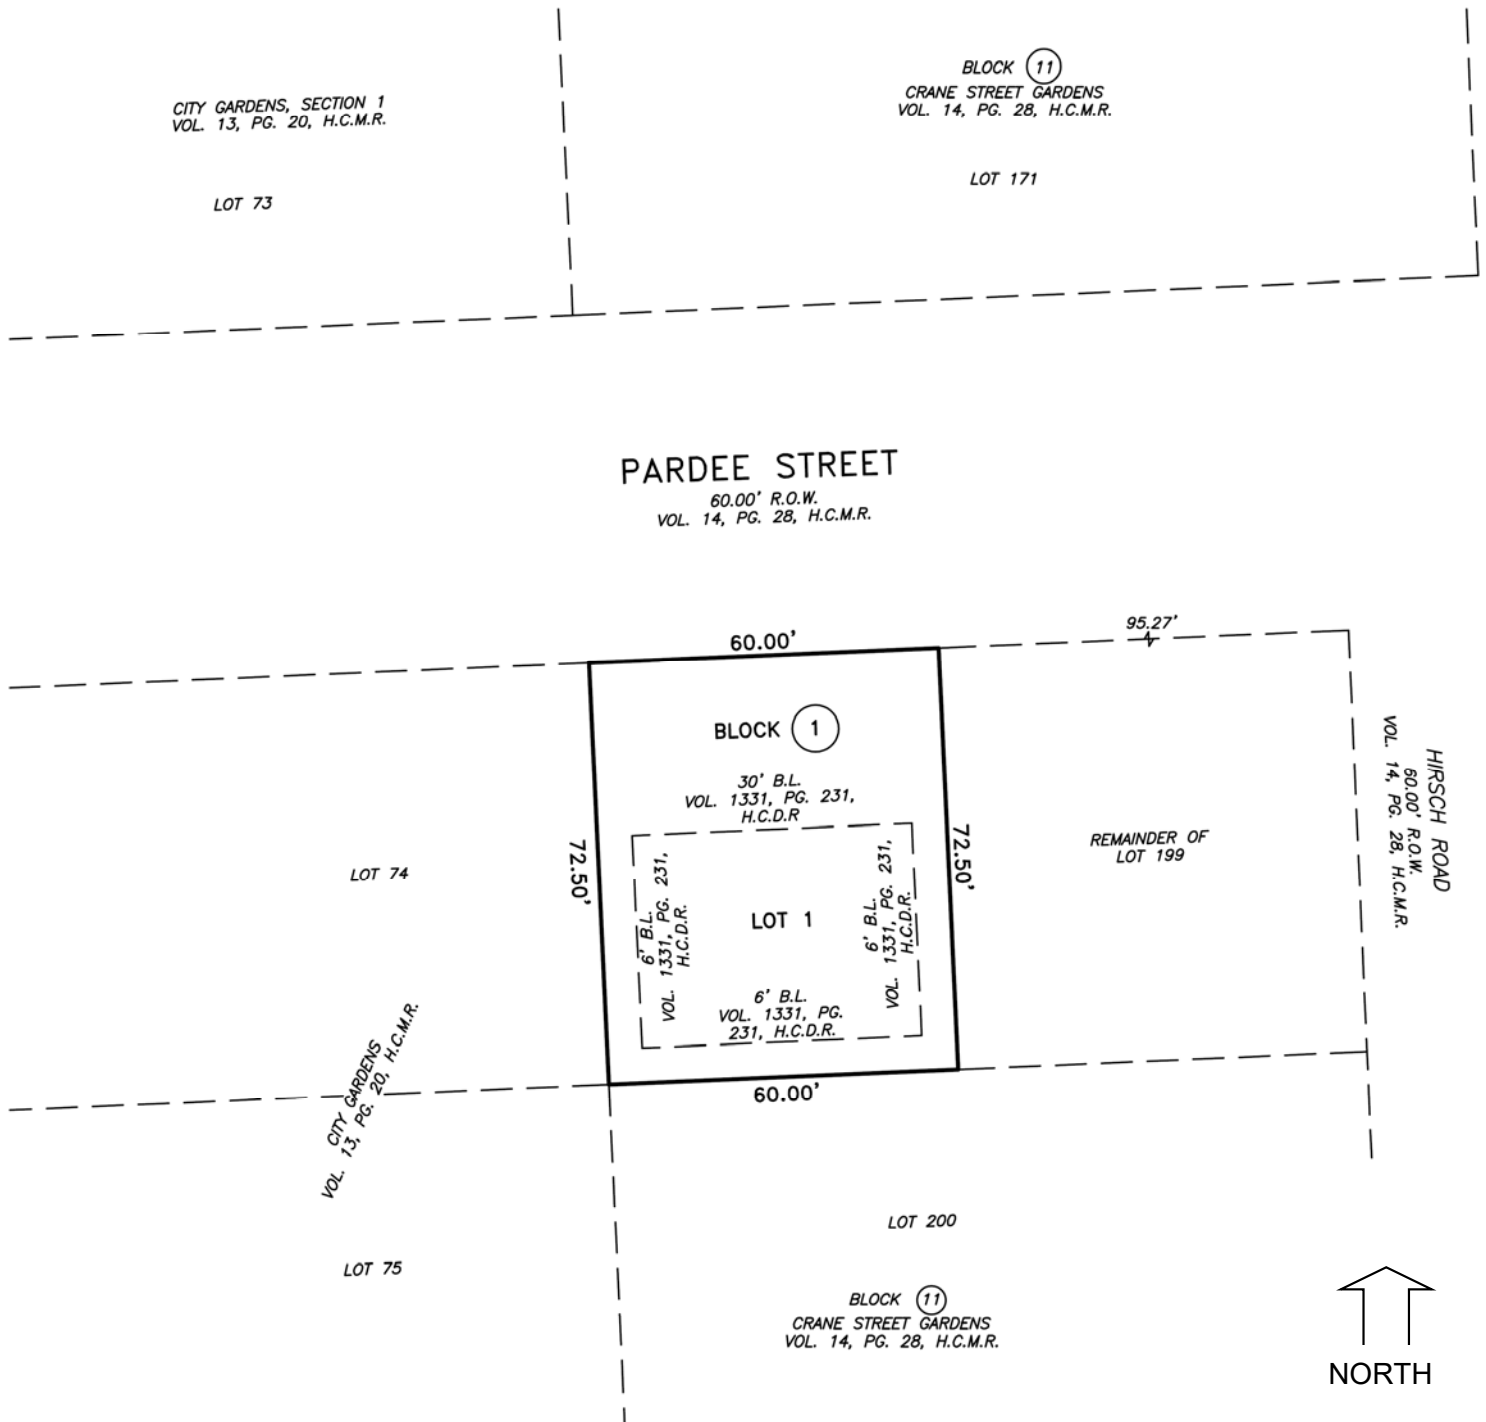 CITY GARDENS, SECTION 1
VOL. 13, PG. 20, H.C.M.R.
LOT 73
BLOCK 11
CRANE STREET GARDENS
VOL. 14, PG. 28, H.C.M.R.
LOT 171
PARDEE STREET
60.00' R.O.W.
VOL. 14, PG. 28, H.C.M.R.
60.00'
95.27'
BLOCK 1
30' B.L.
VOL. 1331, PG. 231,
H.C.D.R
72.50'
LOT 74
6' B.L.
VOL. 1331, PG. 231,
H.C.D.R.
LOT 1
6' B.L.
VOL. 1331, PG. 231,
H.C.D.R.
72.50'
REMAINDER OF
LOT 199
HIRSCH ROAD
60.00' R.O.W.
VOL. 14, PG. 28, H.C.M.R.
6' B.L.
VOL. 1331, PG.
231, H.C.D.R.
60.00'
CITY GARDENS
VOL. 13, PG. 20, H.C.M.R.
LOT 75
LOT 200
BLOCK 11
CRANE STREET GARDENS
VOL. 14, PG. 28, H.C.M.R.
NORTH